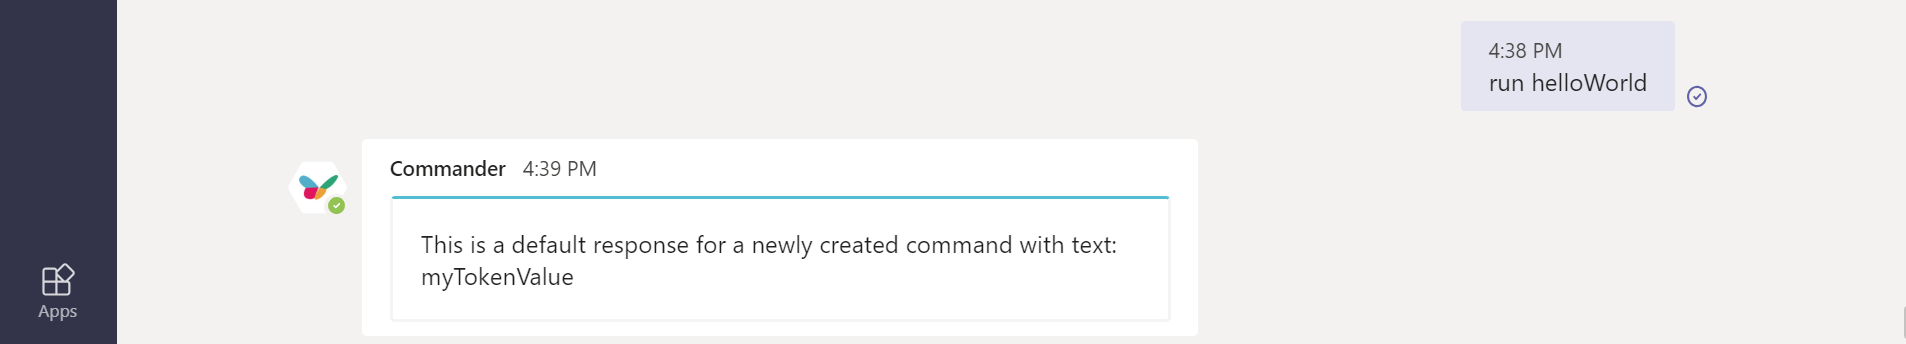 4:38 PM
run helloWorld
Commander 4:39 PM
This is a default response for a newly created command with text:
myTokenValue
Apps